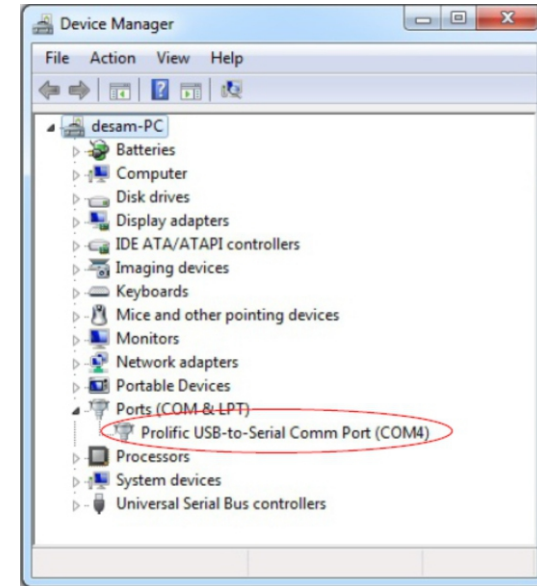 Device Manager
File Action View Help
desam-PC
Batteries
Computer
Disk drives
Display adapters
IDE ATA/ATAPI controllers
Imaging devices
Keyboards
Mice and other pointing devices
Monitors
Network adapters
Portable Devices
Ports (COM & LPT)
Prolific USB-to-Serial Comm Port (COM4)
Processors
System devices
Universal Serial Bus controllers